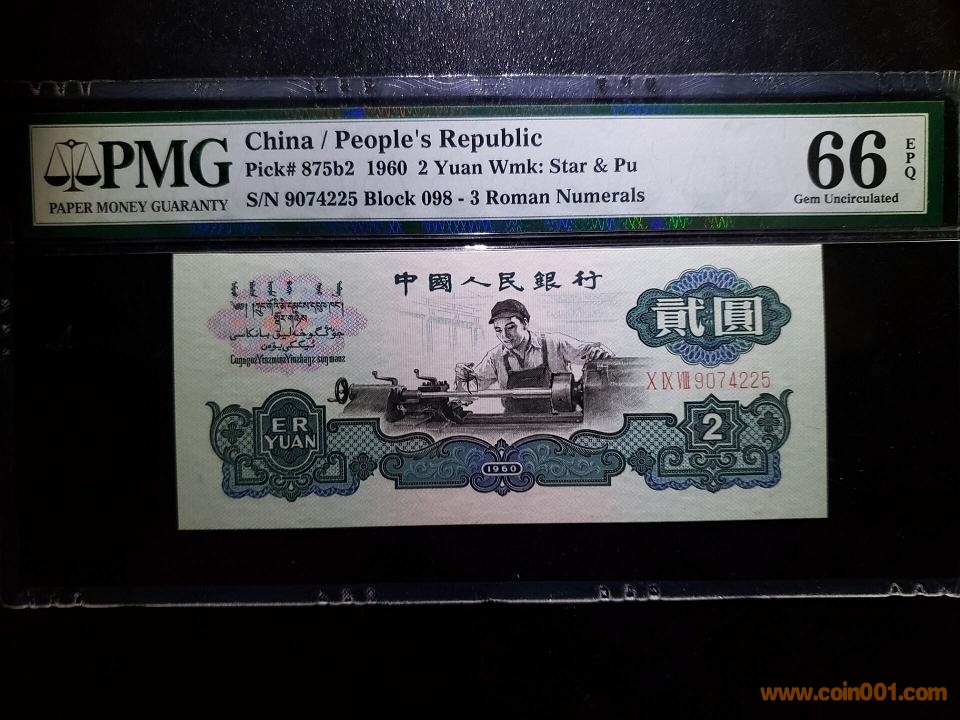 PMG
PAPER MONEY GUARANTY
China / People's Republic
Pick# 875b2 1960 2 Yuan Wmk: Star & Pu
S/N 9074225 Block 098 - 3 Roman Numerals
66
EPQ
Gem Uncirculated
中國人民銀行
貳圓
X IX VIII 9074225
ER
YUAN
2
1960
www.coin001.com